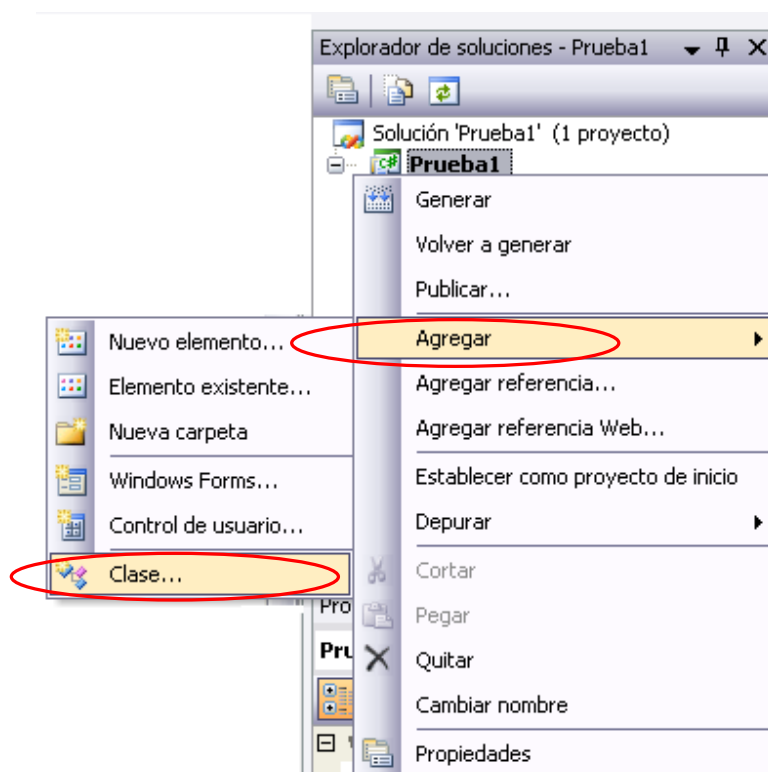 Explorador de soluciones - Prueba1
Solución 'Prueba1' (1 proyecto)
C#
Prueba1
Generar
Volver a generar
Publicar...
Agregar
Agregar referencia...
Agregar referencia Web...
Establecer como proyecto de inicio
Depurar
Cortar
Pegar
Quitar
Cambiar nombre
Propiedades
Nuevo elemento...
Elemento existente...
Nueva carpeta
Windows Forms...
Control de usuario...
Clase...
Pro
Pru